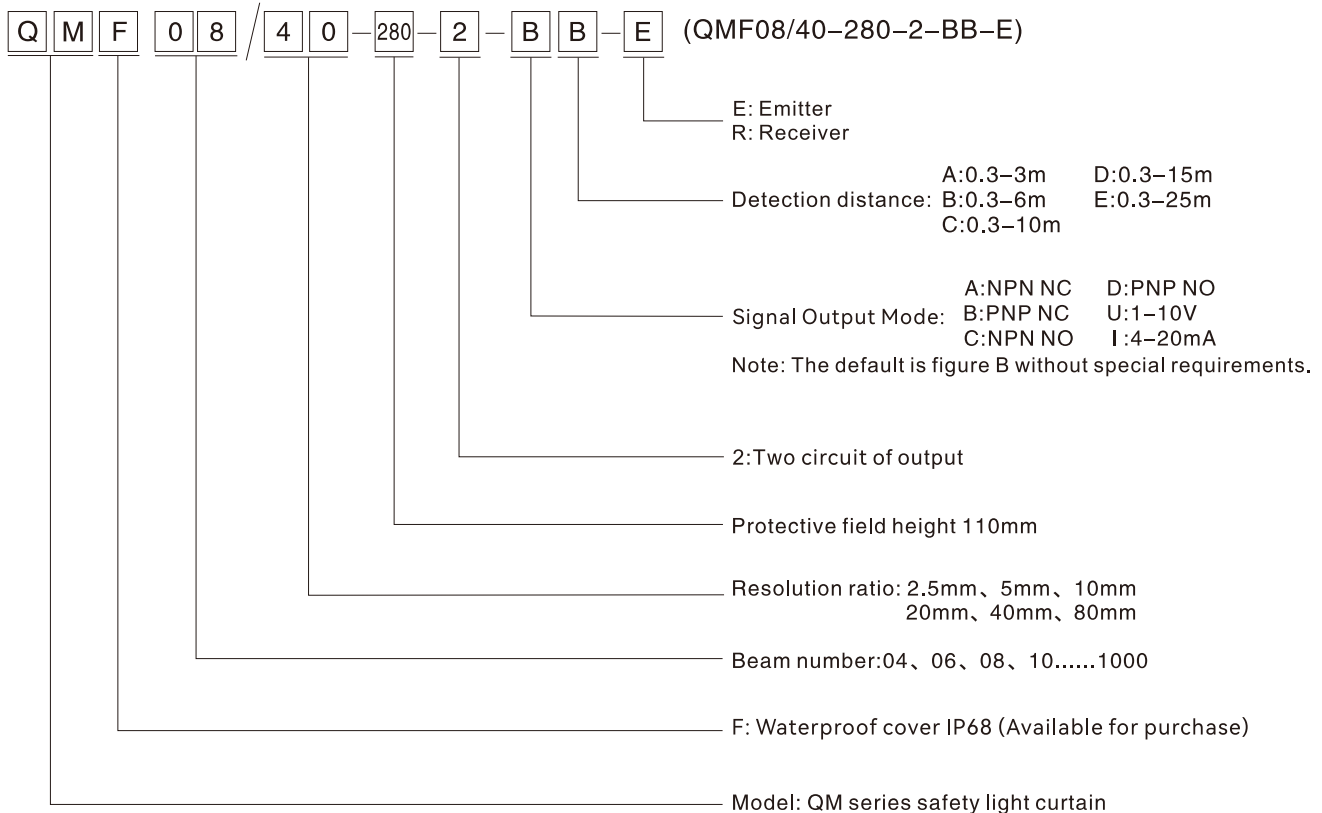 QMF 08/40-280-2-BB-E (QMF08/40-280-2-BB-E)
E: Emitter
R: Receiver
Detection distance: A:0.3-3m D:0.3-15m
B:0.3-6m E:0.3-25m
C:0.3-10m
Signal Output Mode: A:NPN NC D:PNP NO
B:PNP NC U:1-10V
C:NPN NO I:4-20mA
Note: The default is figure B without special requirements.
2:Two circuit of output
Protective field height 110mm
Resolution ratio: 2.5mm、5mm、10mm
20mm、40mm、80mm
Beam number:04、06、08、10......1000
F: Waterproof cover IP68 (Available for purchase)
Model: QM series safety light curtain